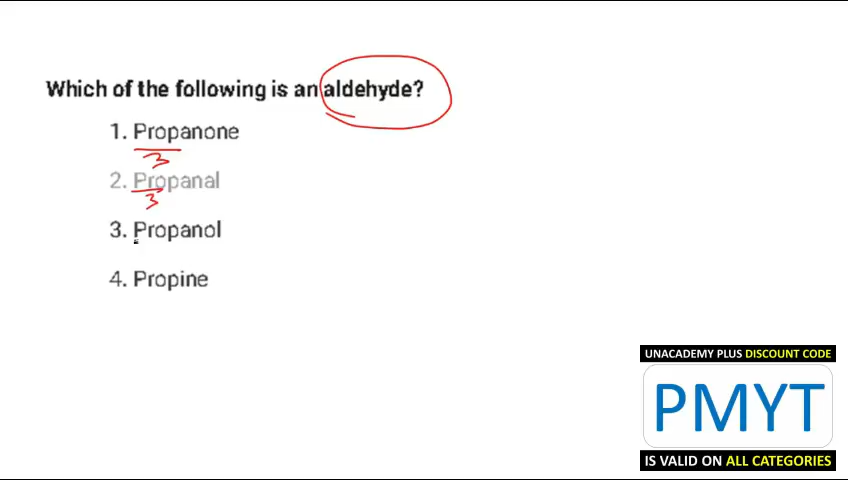 Which of the following is an aldehyde?
1. Propanone
3
2. Propanal
3
3. Propanol
4. Propine
UNACADEMY PLUS DISCOUNT CODE
PMYT
IS VALID ON ALL CATEGORIES